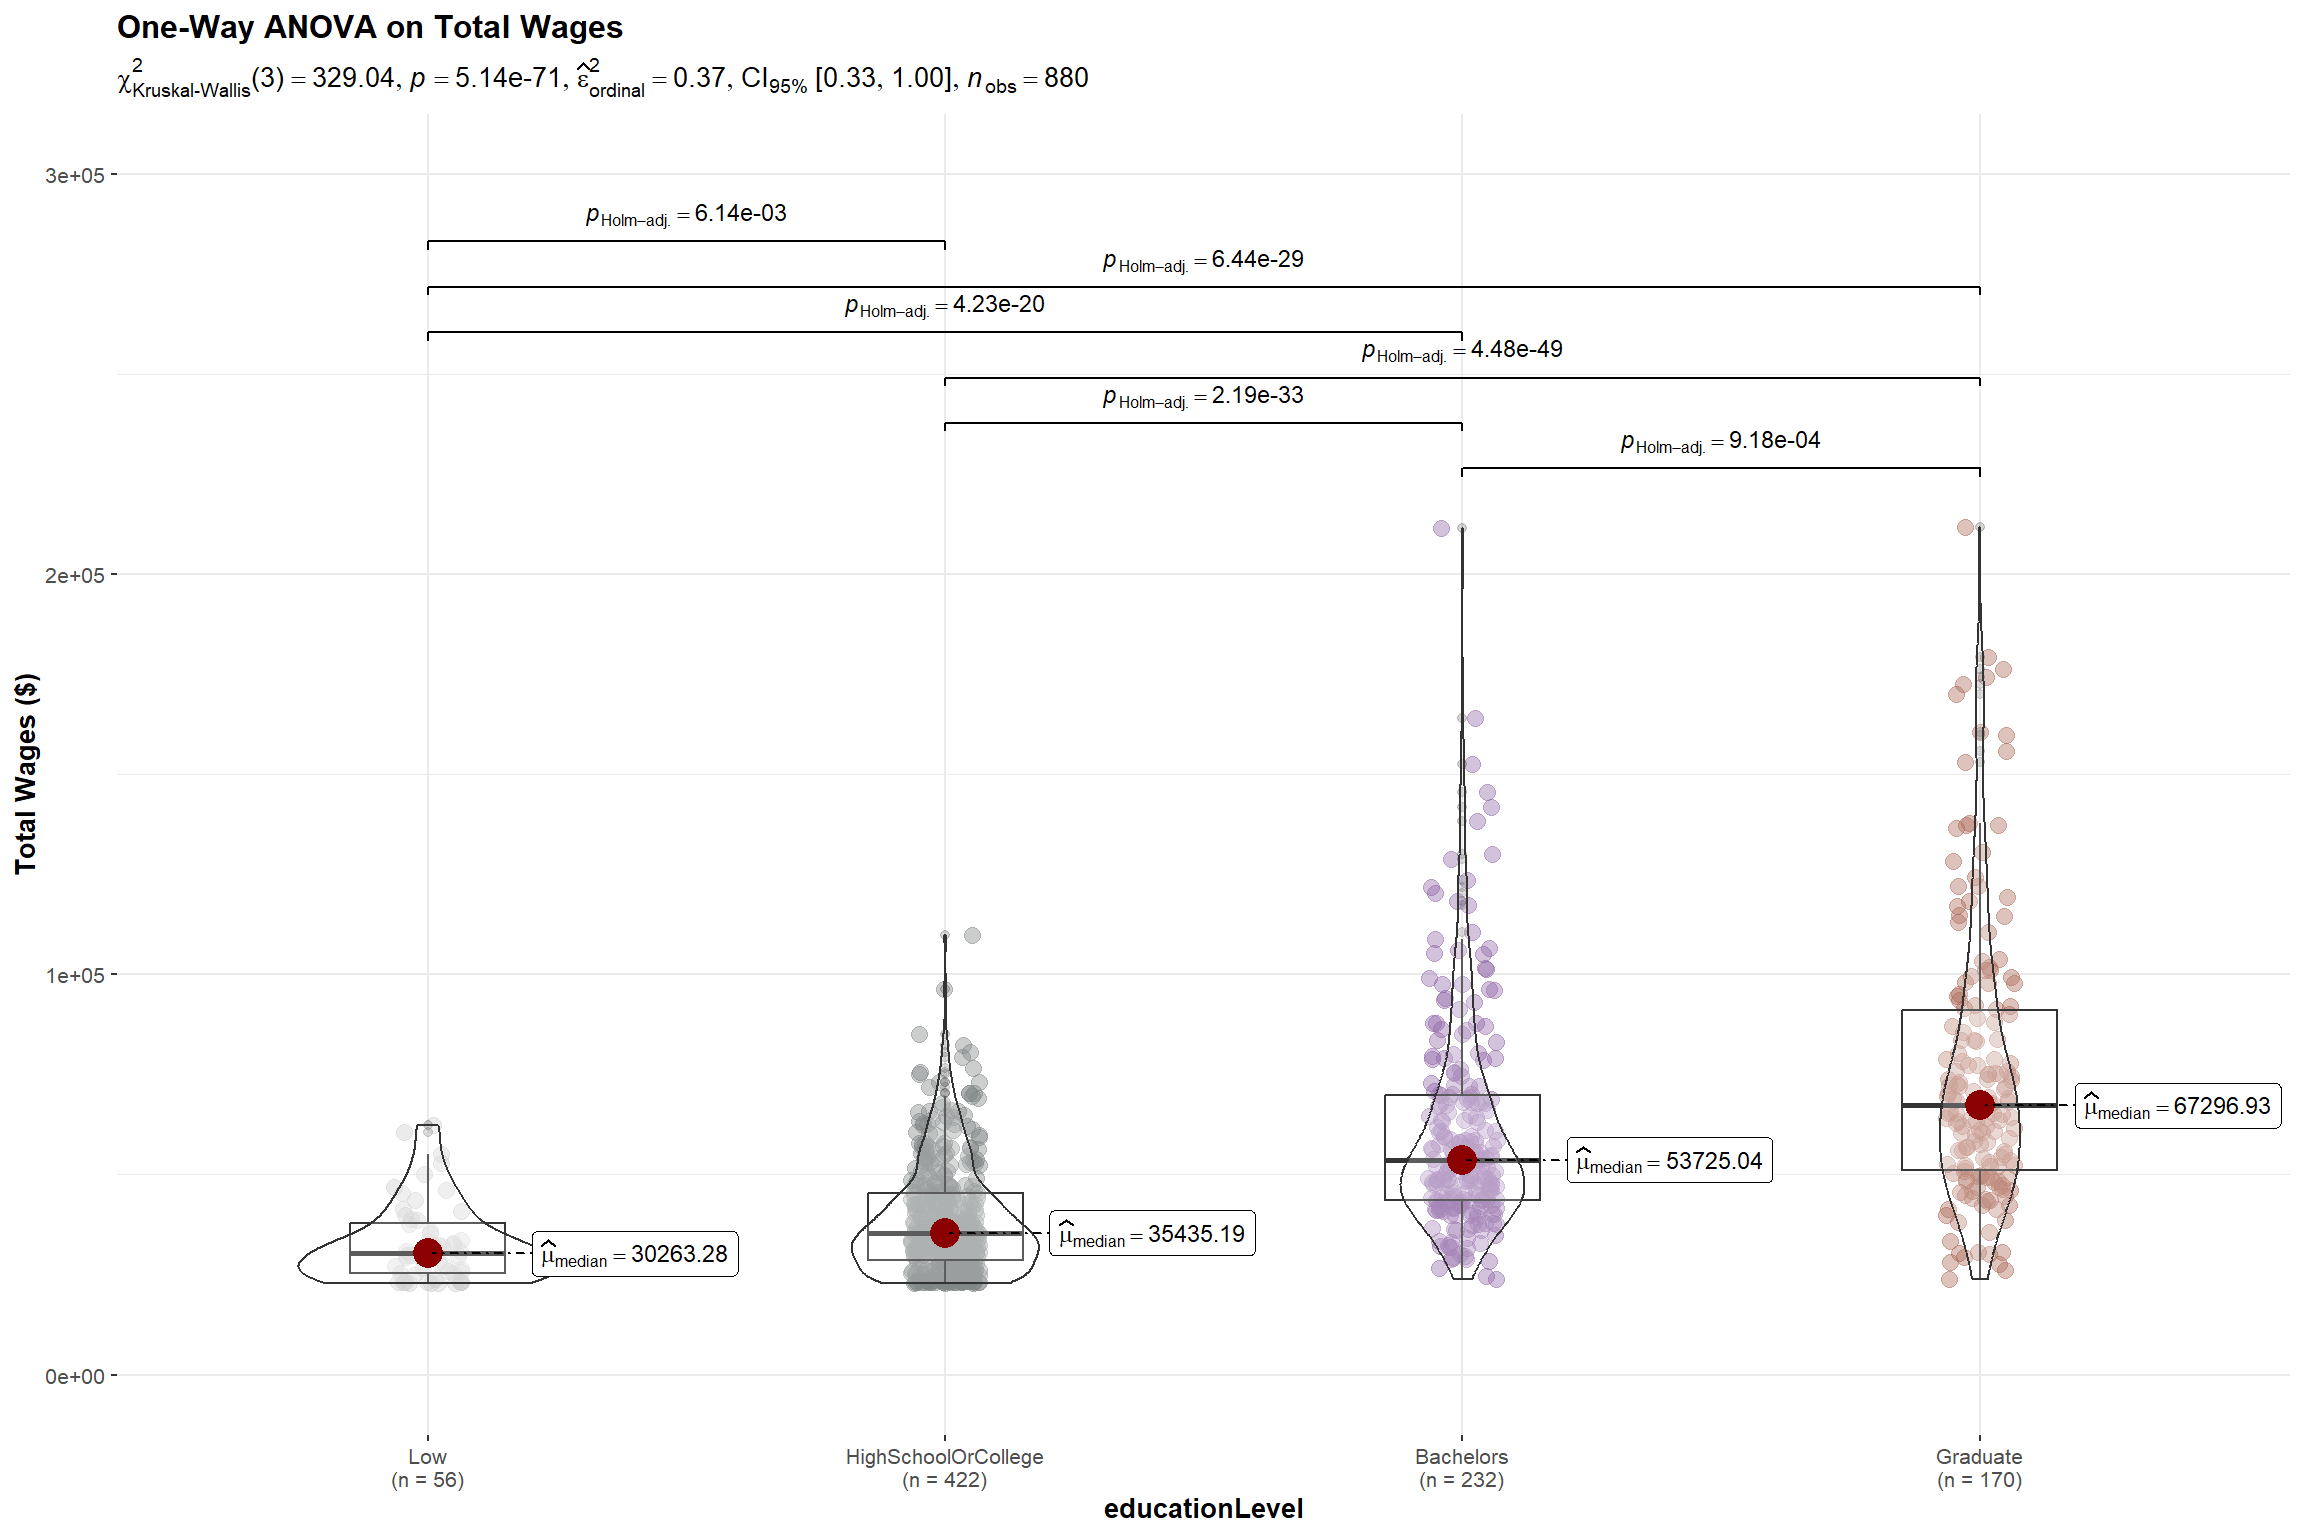 One-Way ANOVA on Total Wages
χ²Kruskal-Wallis(3) = 329.04, p = 5.14e-71, ε̂²ordinal = 0.37, CI95% [0.33, 1.00], nobs = 880
3e+05
2e+05
1e+05
0e+00
Total Wages ($)
pHolm–adj. = 6.14e-03
pHolm–adj. = 6.44e-29
pHolm–adj. = 4.23e-20
pHolm–adj. = 4.48e-49
pHolm–adj. = 2.19e-33
pHolm–adj. = 9.18e-04
μ̂median = 30263.28
μ̂median = 35435.19
μ̂median = 53725.04
μ̂median = 67296.93
Low
(n = 56)
HighSchoolOrCollege
(n = 422)
Bachelors
(n = 232)
Graduate
(n = 170)
educationLevel